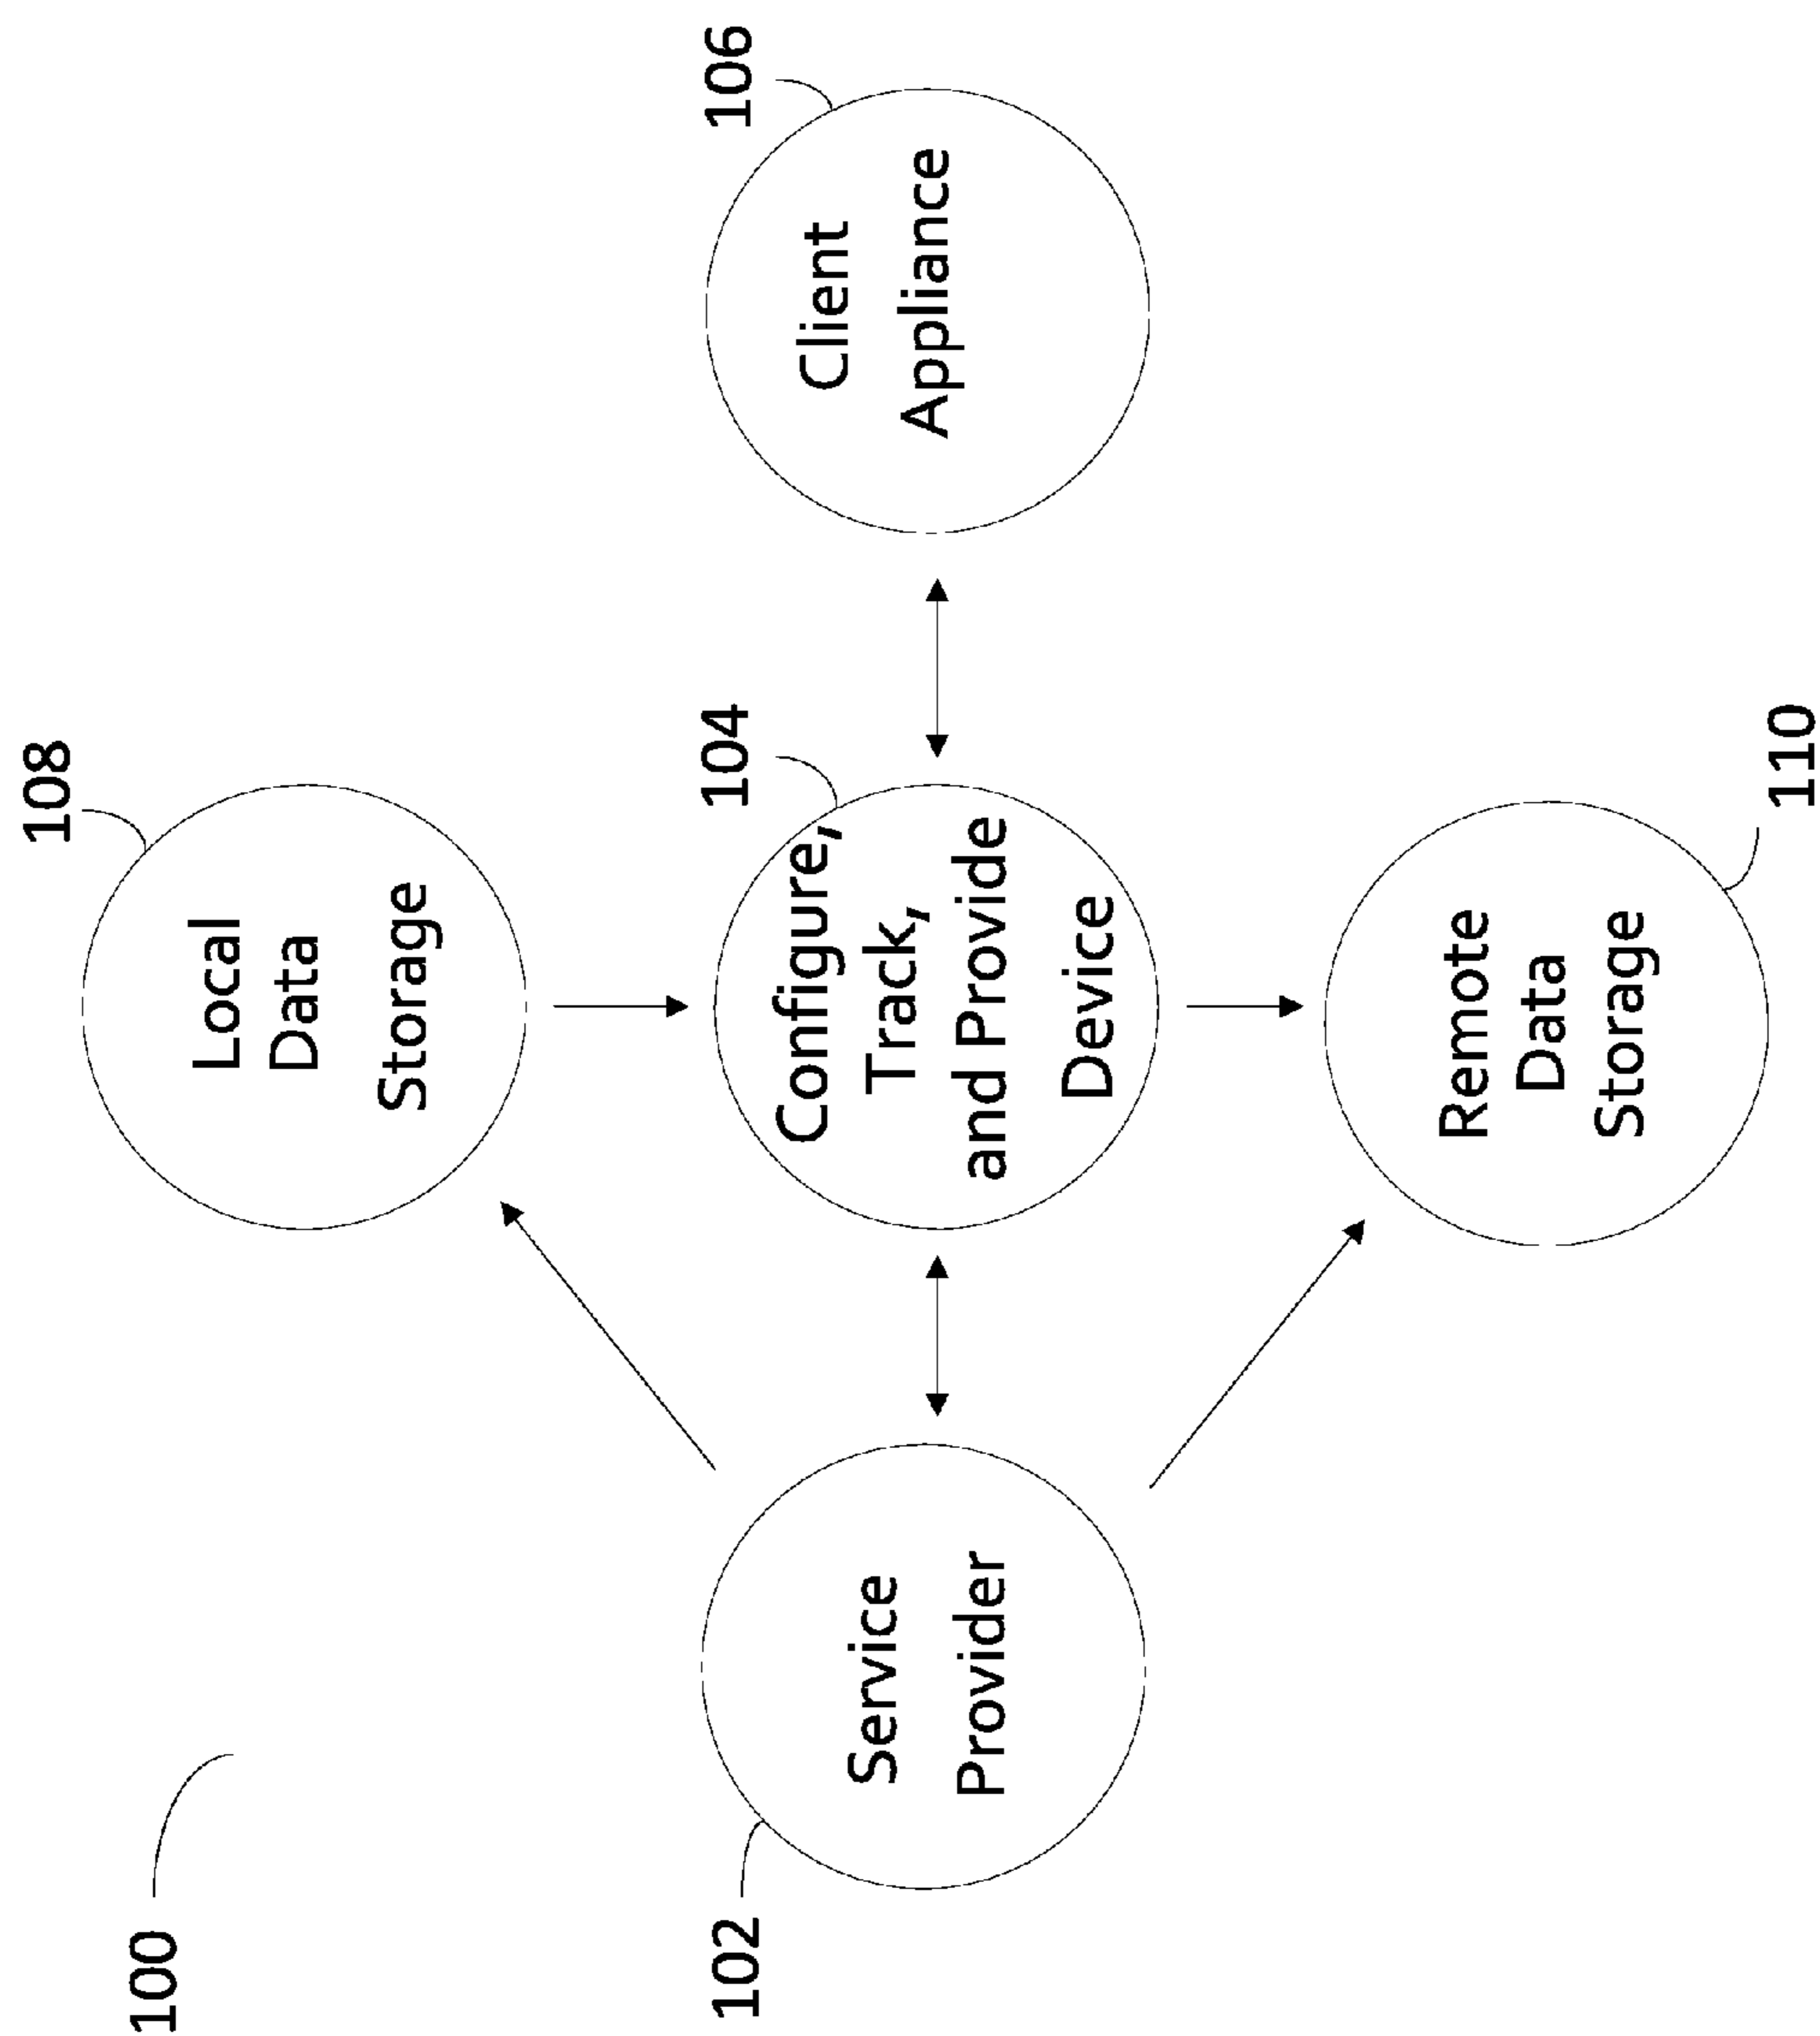 100
108
Local
Data
Storage
102
Service
Provider
104
Configure,
Track,
and Provide
Device
106
Client
Appliance
110
Remote
Data
Storage